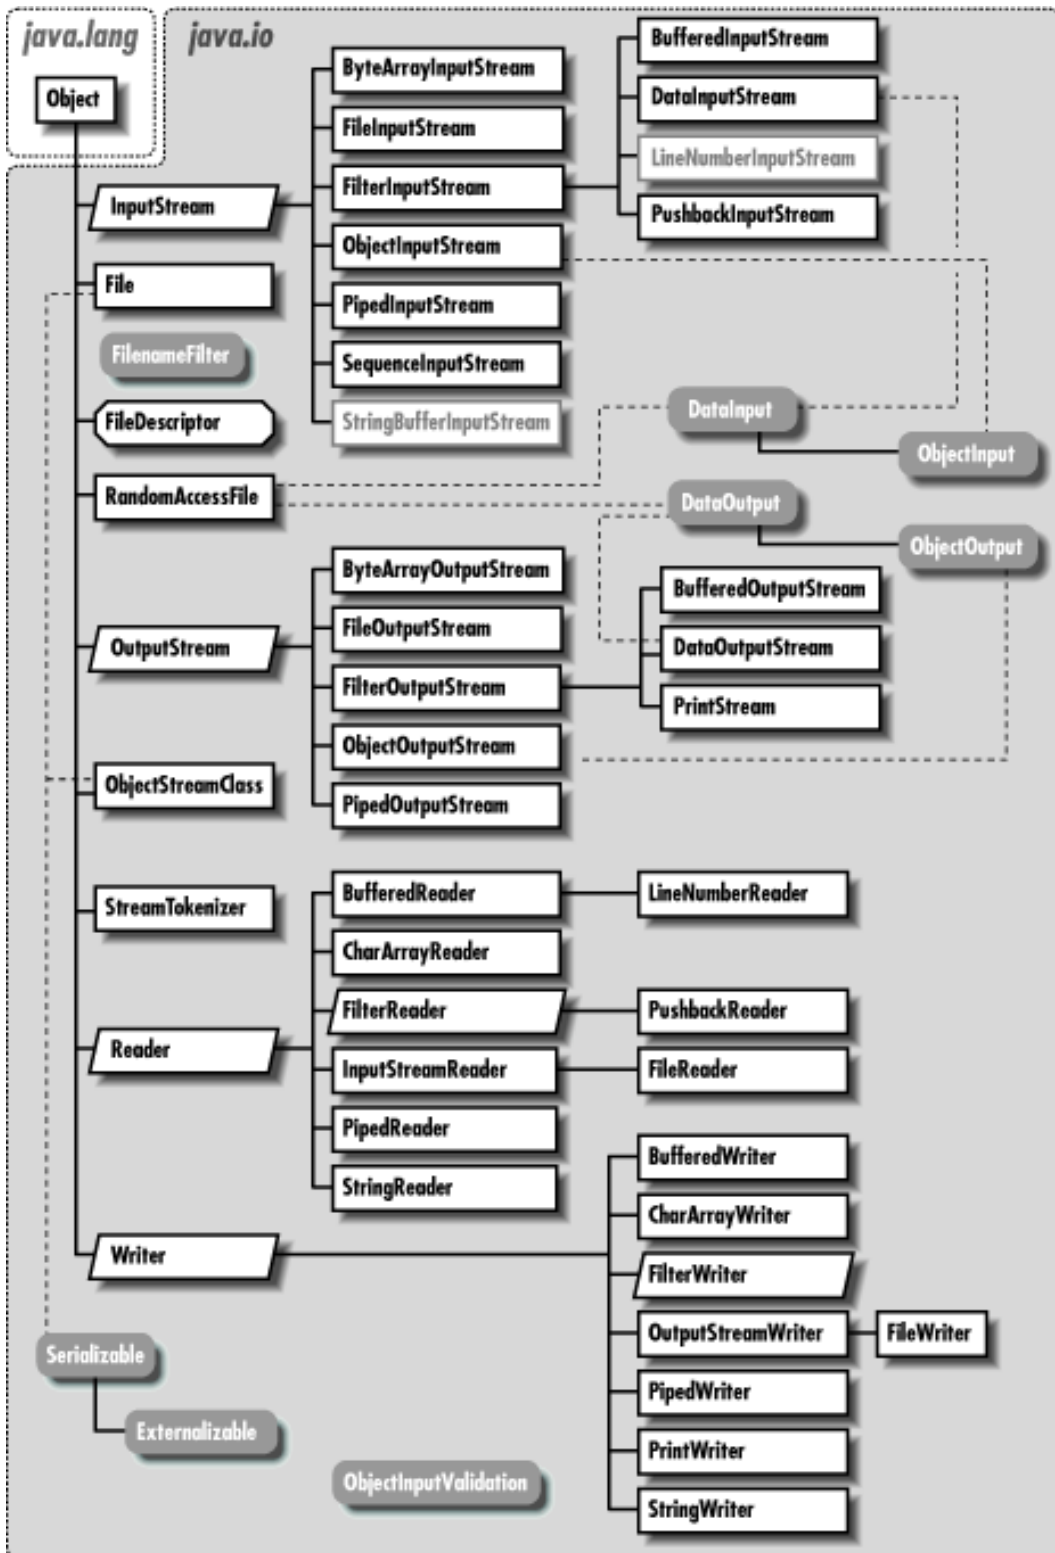 java.lang
java.io
Object
InputStream
File
FilenameFilter
FileDescriptor
RandomAccessFile
OutputStream
ObjectStreamClass
StreamTokenizer
Reader
Writer
Serializable
Externalizable
ByteArrayInputStream
FileInputStream
FilterInputStream
ObjectInputStream
PipedInputStream
SequenceInputStream
StringBufferInputStream
BufferedInputStream
DataInputStream
LineNumberInputStream
PushbackInputStream
DataInput
ObjectInput
DataOutput
ObjectOutput
ByteArrayOutputStream
FileOutputStream
FilterOutputStream
ObjectOutputStream
PipedOutputStream
BufferedOutputStream
DataOutputStream
PrintStream
BufferedReader
CharArrayReader
FilterReader
InputStreamReader
PipedReader
StringReader
LineNumberReader
PushbackReader
FileReader
BufferedWriter
CharArrayWriter
FilterWriter
OutputStreamWriter
FileWriter
PipedWriter
PrintWriter
StringWriter
ObjectInputValidation